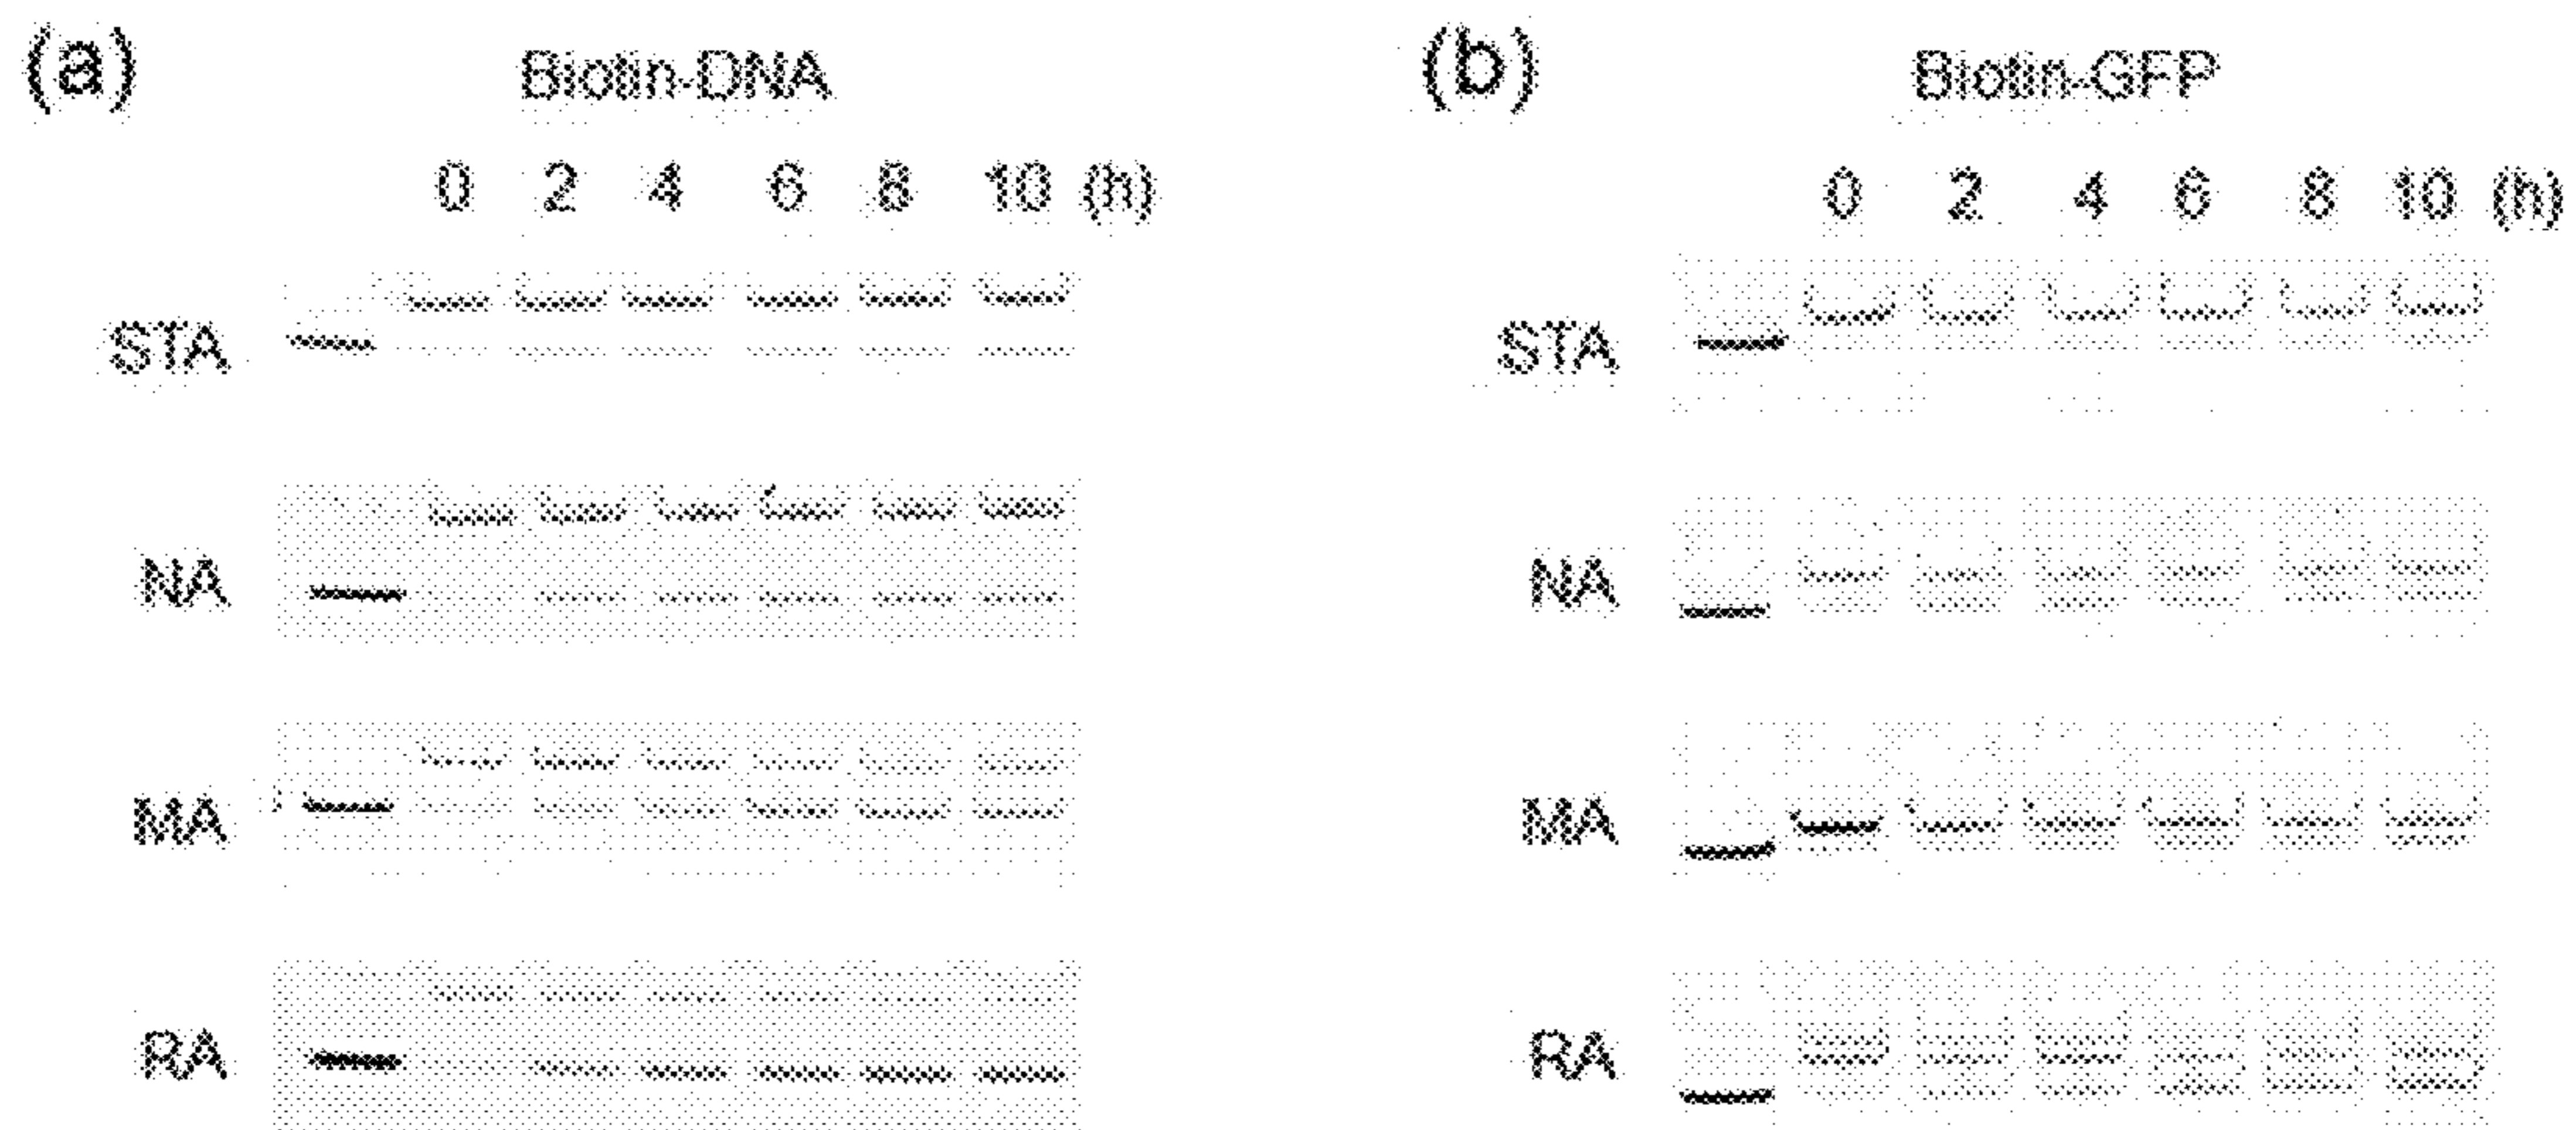 (a)
Biotin-DNA
0 2 4 6 8 10 (h)
STA
NA
MA
RA
(b)
Biotin-GFP
0 2 4 6 8 10 (h)
STA
NA
MA
RA